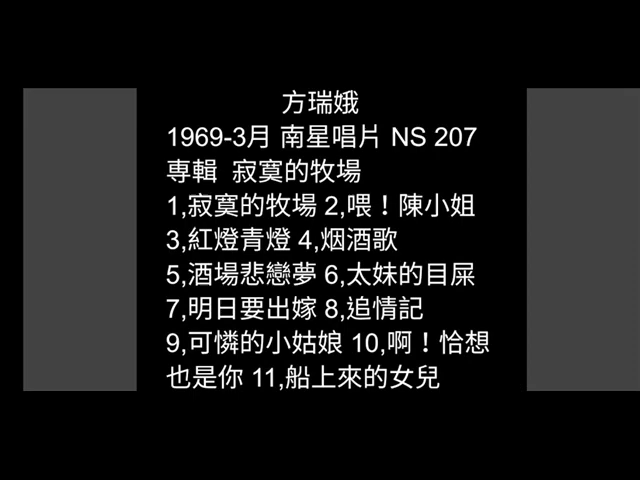 方瑞娥
1969-3月 南星唱片 NS 207
專輯 寂寞的牧場
1,寂寞的牧場 2,喂！陳小姐
3,紅燈青燈 4,烟酒歌
5,酒場悲戀夢 6,太妹的目屎
7,明日要出嫁 8,追情記
9,可憐的小姑娘 10,啊！恰想
也是你 11,船上來的女兒